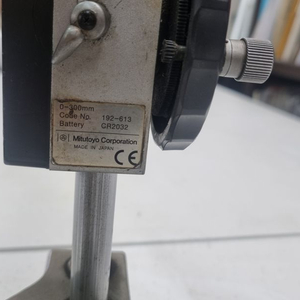 0-300mm
Code No. 192-613
Battery CR2032
Mitutoyo Corporation
MADE IN JAPAN CE